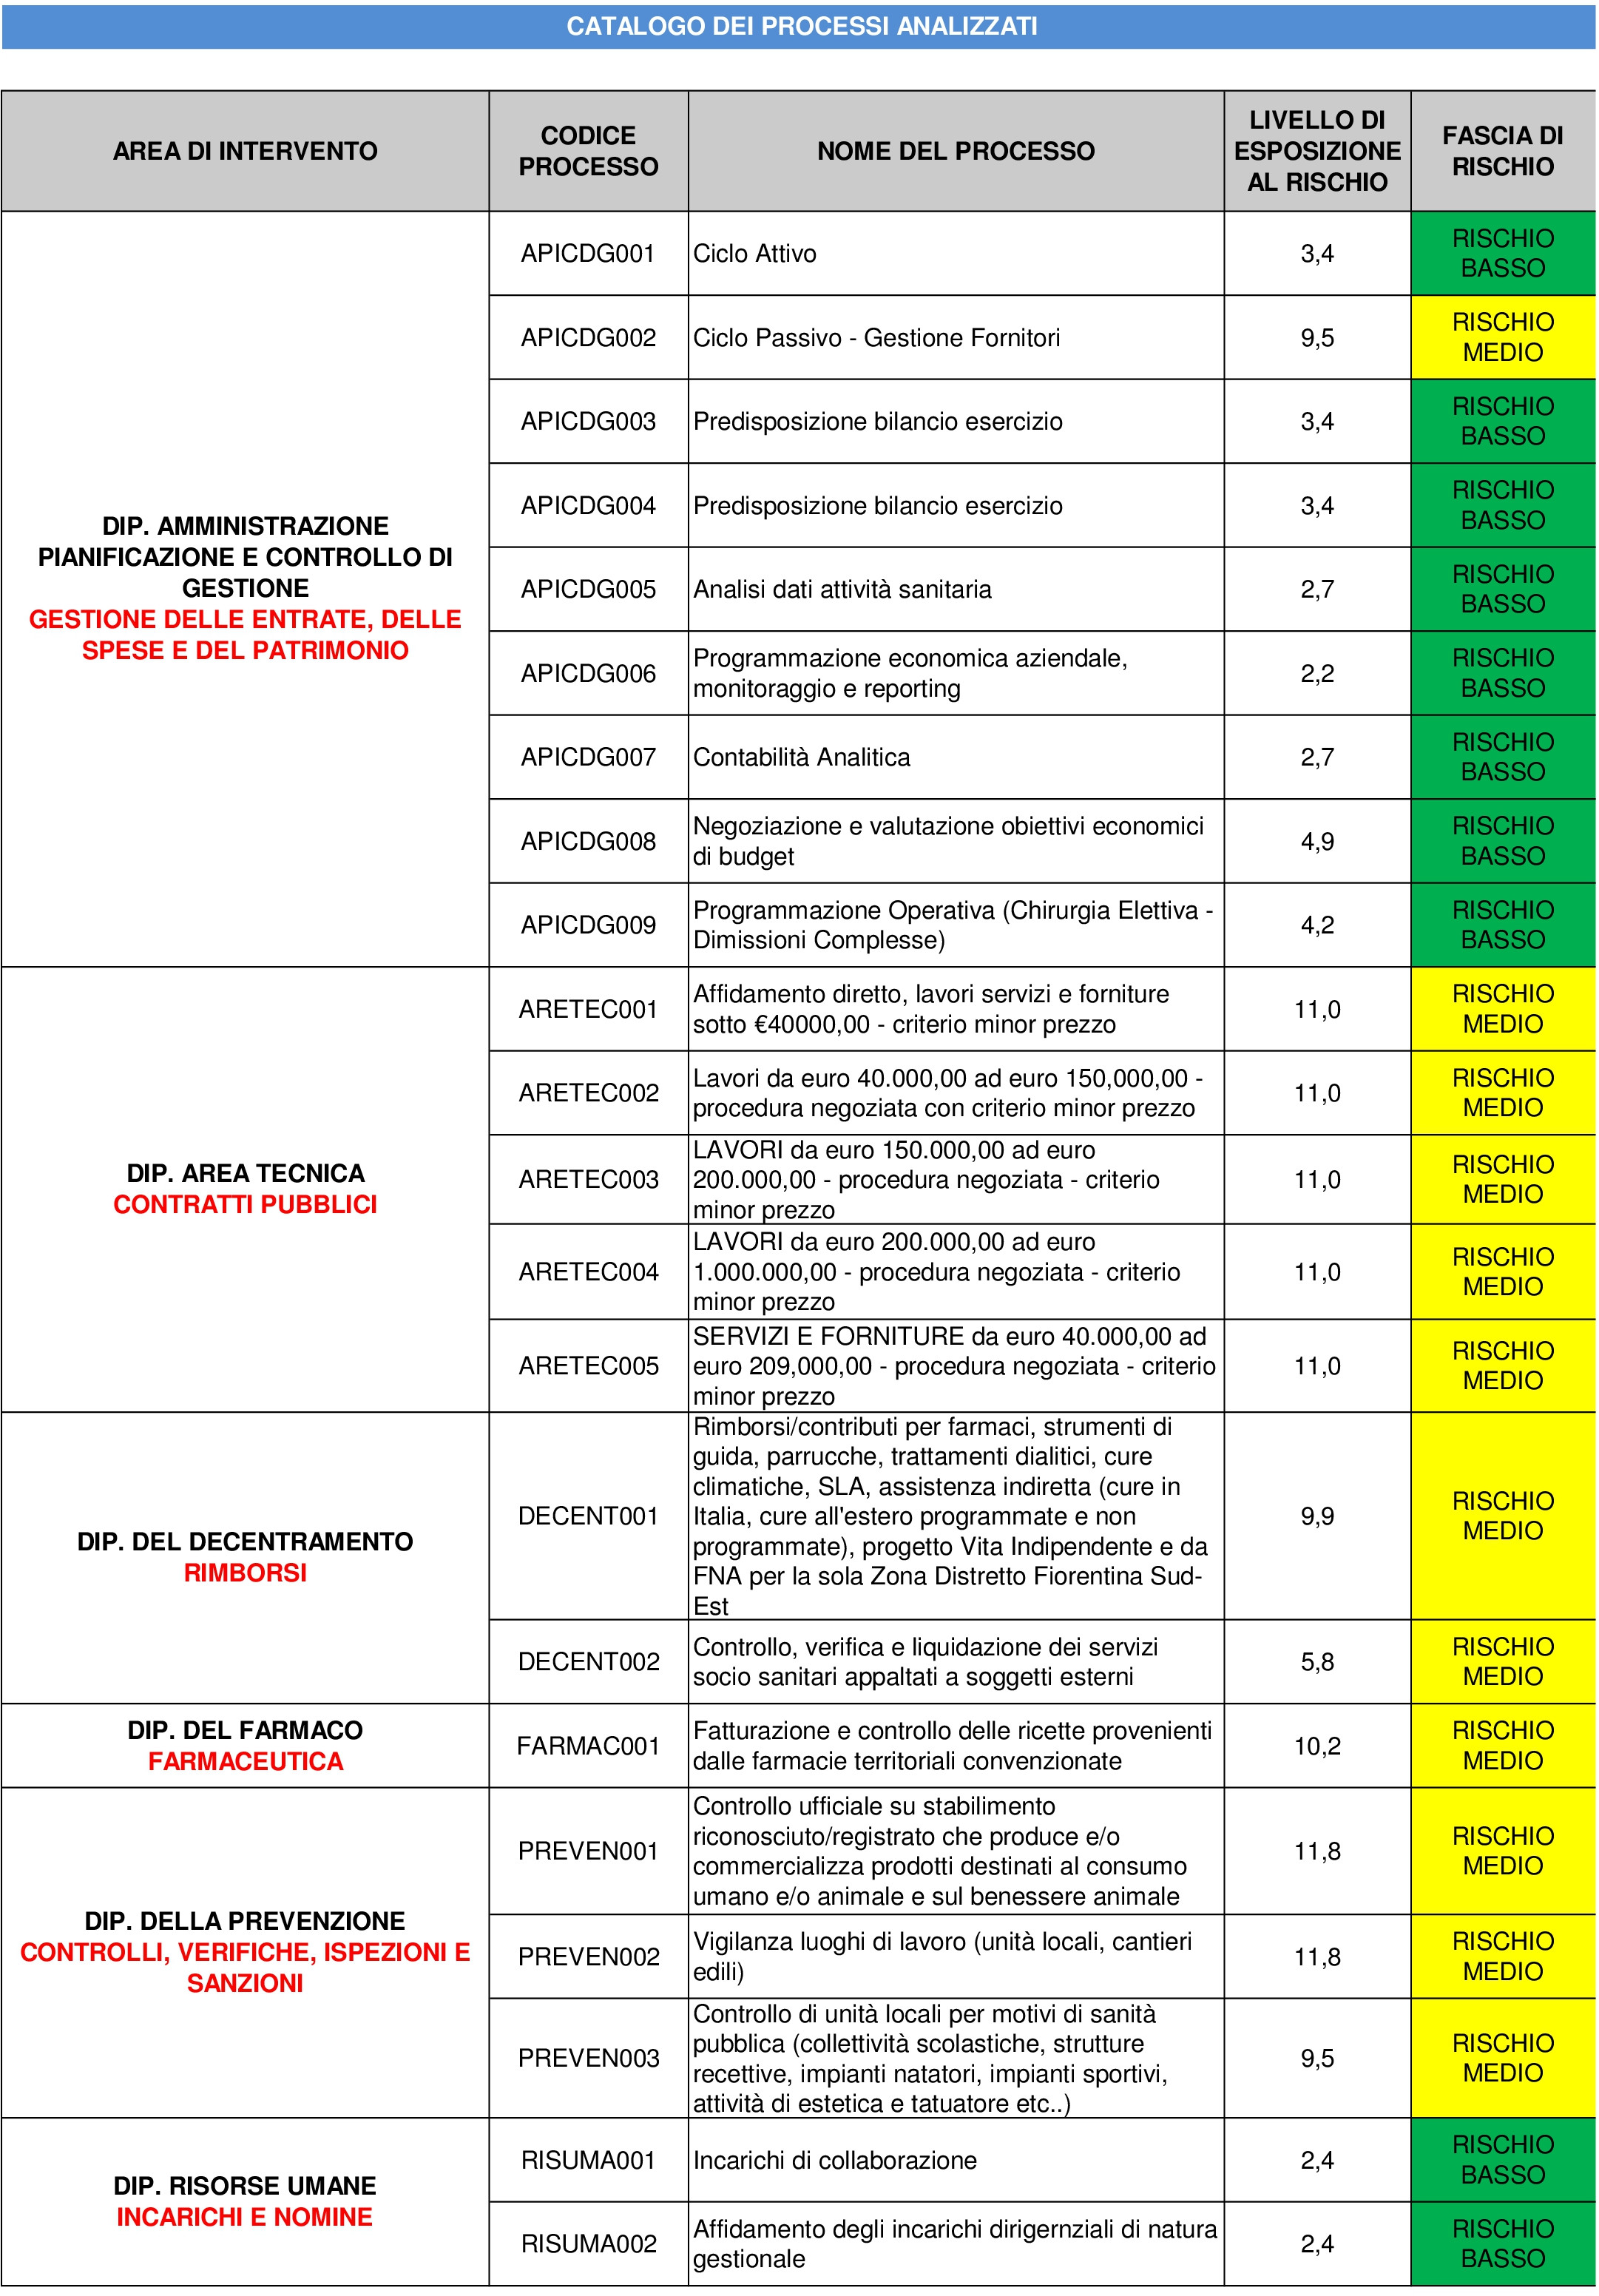 CATALOGO DEI PROCESSI ANALIZZATI
AREA DI INTERVENTO
CODICE
PROCESSO
NOME DEL PROCESSO
LIVELLO DI
ESPOSIZIONE
AL RISCHIO
FASCIA DI
RISCHIO
DIP. AMMINISTRAZIONE
PIANIFICAZIONE E CONTROLLO DI
GESTIONE
GESTIONE DELLE ENTRATE, DELLE
SPESE E DEL PATRIMONIO
APICDG001
Ciclo Attivo
3,4
RISCHIO
BASSO
APICDG002
Ciclo Passivo - Gestione Fornitori
9,5
RISCHIO
MEDIO
APICDG003
Predisposizione bilancio esercizio
3,4
RISCHIO
BASSO
APICDG004
Predisposizione bilancio esercizio
3,4
RISCHIO
BASSO
APICDG005
Analisi dati attività sanitaria
2,7
RISCHIO
BASSO
APICDG006
Programmazione economica aziendale,
monitoraggio e reporting
2,2
RISCHIO
BASSO
APICDG007
Contabilità Analitica
2,7
RISCHIO
BASSO
APICDG008
Negoziazione e valutazione obiettivi economici
di budget
4,9
RISCHIO
BASSO
APICDG009
Programmazione Operativa (Chirurgia Elettiva -
Dimissioni Complesse)
4,2
RISCHIO
BASSO
DIP. AREA TECNICA
CONTRATTI PUBBLICI
ARETEC001
Affidamento diretto, lavori servizi e forniture
sotto €40000,00 - criterio minor prezzo
11,0
RISCHIO
MEDIO
ARETEC002
Lavori da euro 40.000,00 ad euro 150,000,00 -
procedura negoziata con criterio minor prezzo
11,0
RISCHIO
MEDIO
ARETEC003
LAVORI da euro 150.000,00 ad euro
200.000,00 - procedura negoziata - criterio
minor prezzo
11,0
RISCHIO
MEDIO
ARETEC004
LAVORI da euro 200.000,00 ad euro
1.000.000,00 - procedura negoziata - criterio
minor prezzo
11,0
RISCHIO
MEDIO
ARETEC005
SERVIZI E FORNITURE da euro 40.000,00 ad
euro 209,000,00 - procedura negoziata - criterio
minor prezzo
11,0
RISCHIO
MEDIO
DIP. DEL DECENTRAMENTO
RIMBORSI
DECENT001
Rimborsi/contributi per farmaci, strumenti di
guida, parrucche, trattamenti dialitici, cure
climatiche, SLA, assistenza indiretta (cure in
Italia, cure all'estero programmate e non
programmate), progetto Vita Indipendente e da
FNA per la sola Zona Distretto Fiorentina Sud-
Est
9,9
RISCHIO
MEDIO
DECENT002
Controllo, verifica e liquidazione dei servizi
socio sanitari appaltati a soggetti esterni
5,8
RISCHIO
MEDIO
DIP. DEL FARMACO
FARMACEUTICA
FARMAC001
Fatturazione e controllo delle ricette provenienti
dalle farmacie territoriali convenzionate
10,2
RISCHIO
MEDIO
DIP. DELLA PREVENZIONE
CONTROLLI, VERIFICHE, ISPEZIONI E
SANZIONI
PREVEN001
Controllo ufficiale su stabilimento
riconosciuto/registrato che produce e/o
commercializza prodotti destinati al consumo
umano e/o animale e sul benessere animale
11,8
RISCHIO
MEDIO
PREVEN002
Vigilanza luoghi di lavoro (unità locali, cantieri
edili)
11,8
RISCHIO
MEDIO
PREVEN003
Controllo di unità locali per motivi di sanità
pubblica (collettività scolastiche, strutture
recettive, impianti natatori, impianti sportivi,
attività di estetica e tatuatore etc..)
9,5
RISCHIO
MEDIO
DIP. RISORSE UMANE
INCARICHI E NOMINE
RISUMA001
Incarichi di collaborazione
2,4
RISCHIO
BASSO
RISUMA002
Affidamento degli incarichi dirigernziali di natura
gestionale
2,4
RISCHIO
BASSO